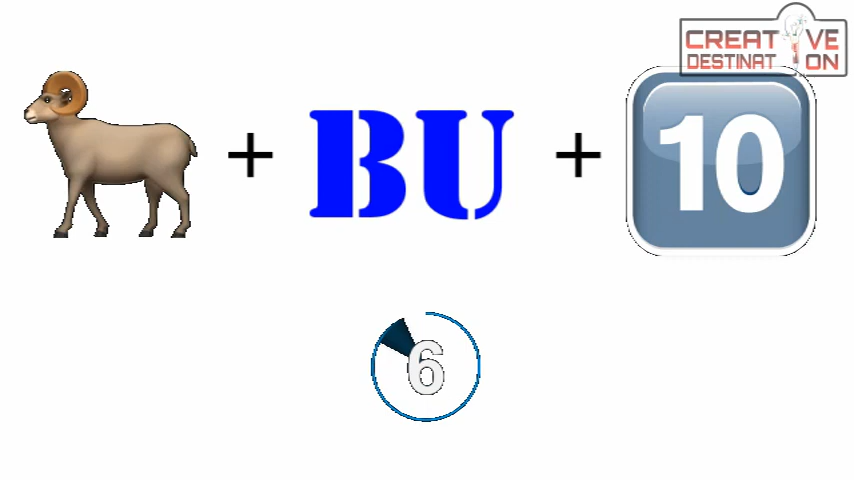 CREATIVE
DESTINATION
+ BU + 10
6